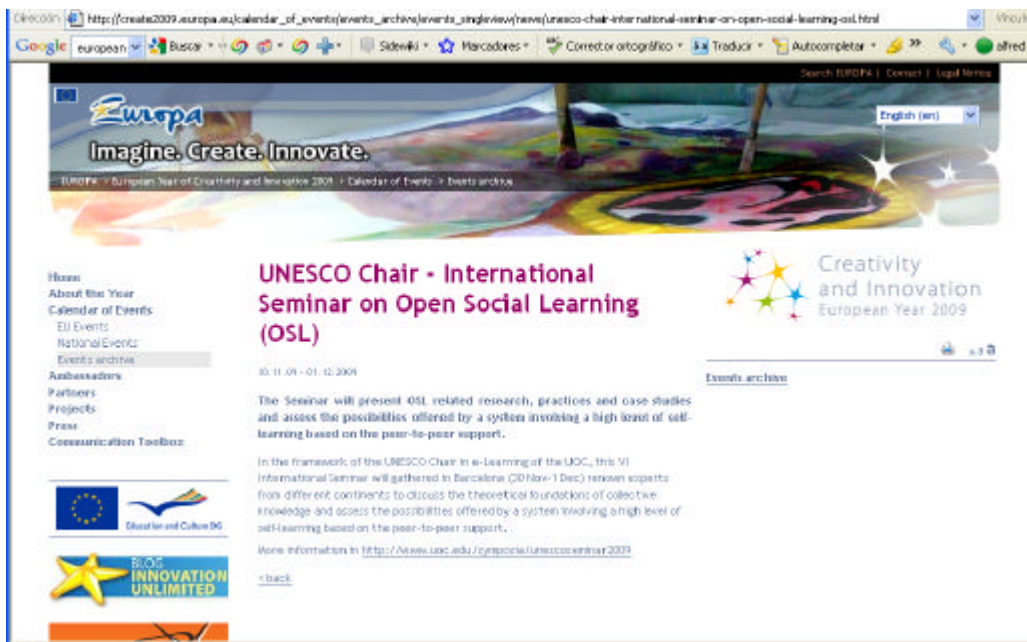 Dirección http://create2009.europa.eu/calendar_of_events/events_archive/events_singleview/news/unesco-chair-international-seminar-on-open-social-learning-osl.html
Google european Buscar Sidewiki Marcadores Corrector ortográfico Traducir Autocompletar alfred
Search EUROPA | Contact | Legal Notice
Europa
English (en)
Imagine. Create. Innovate.
EUROPA > European Year of Creativity and Innovation 2009 > Calendar of Events > Events archive
Home
About the Year
Calendar of Events
EU Events
National Events
Events archive
Ambassadors
Partners
Projects
Press
Communication Toolbox
Education and Culture DG
BLOG
INNOVATION
UNLIMITED
UNESCO Chair - International
Seminar on Open Social Learning
(OSL)
30.11.09 - 01.12.2009
The Seminar will present OSL related research, practices and case studies
and assess the possibilities offered by a system involving a high level of self-
learning based on the peer-to-peer support.
In the framework of the UNESCO Chair in e-Learning of the UOC, this VI
International Seminar will gathered in Barcelona (30 Nov-1 Dec) renown experts
from different continents to discuss the theoretical foundations of collective
knowledge and assess the possibilities offered by a system involving a high level of
self-learning based on the peer-to-peer support.
More information in http://www.uoc.edu/symposia/unescoseminar2009
< back
Creativity
and Innovation
European Year 2009
a a a
Events archive